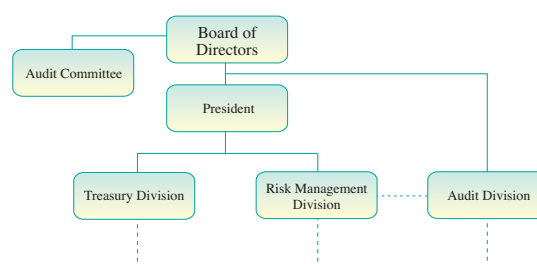 Board of
Directors
Audit Committee
President
Treasury Division
Risk Management
Division
Audit Division